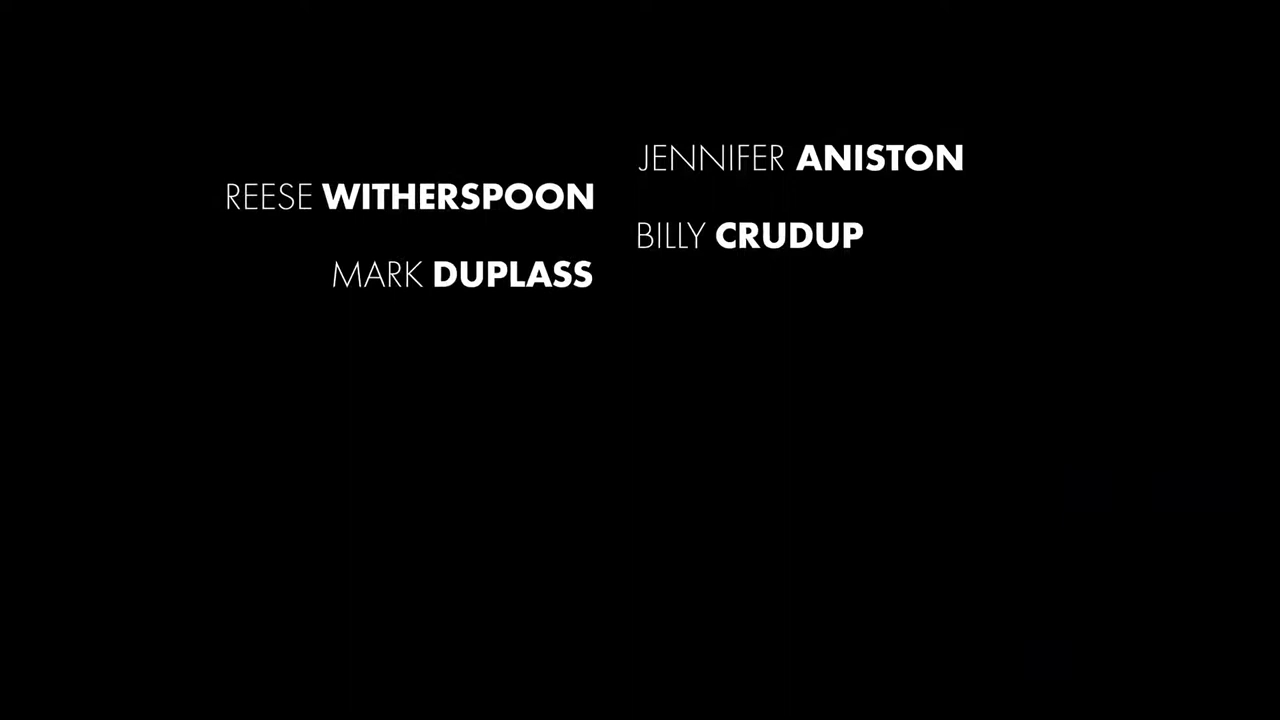 JENNIFER ANISTON
REESE WITHERSPOON
BILLY CRUDUP
MARK DUPLASS